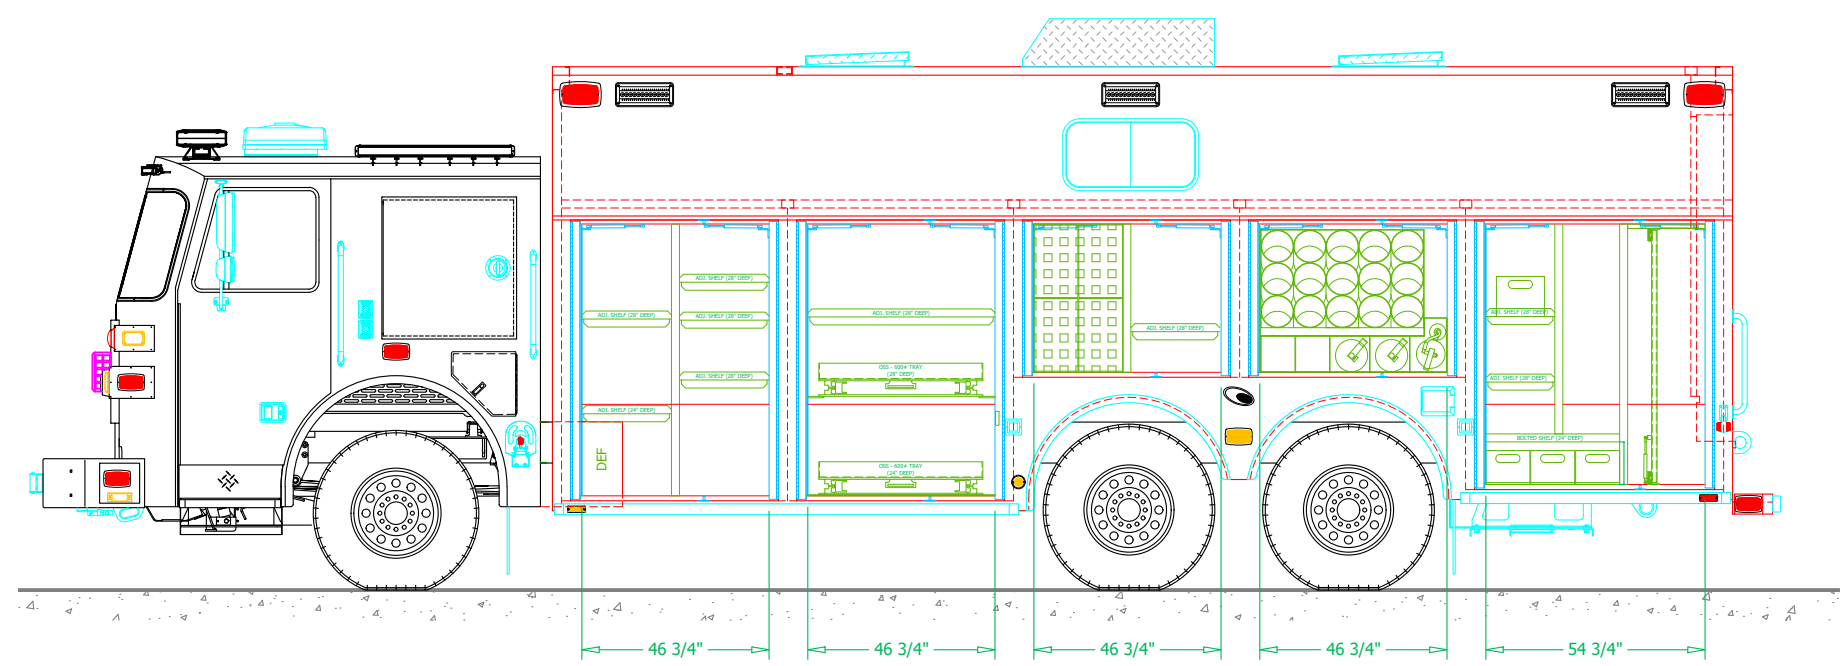 ADJ. SHELF (28" DEEP)
ADJ. SHELF (28" DEEP)
ADJ. SHELF (28" DEEP)
ADJ. SHELF (28" DEEP)
ADJ. SHELF (24" DEEP)
DEF
ADJ. SHELF (28" DEEP)
OSS - 600# TRAY
(28" DEEP)
OSS - 600# TRAY
(24" DEEP)
ADJ. SHELF (28" DEEP)
ADJ. SHELF (28" DEEP)
ADJ. SHELF (28" DEEP)
BOLTED SHELF (24" DEEP)
46 3/4" 46 3/4" 46 3/4" 46 3/4" 54 3/4"